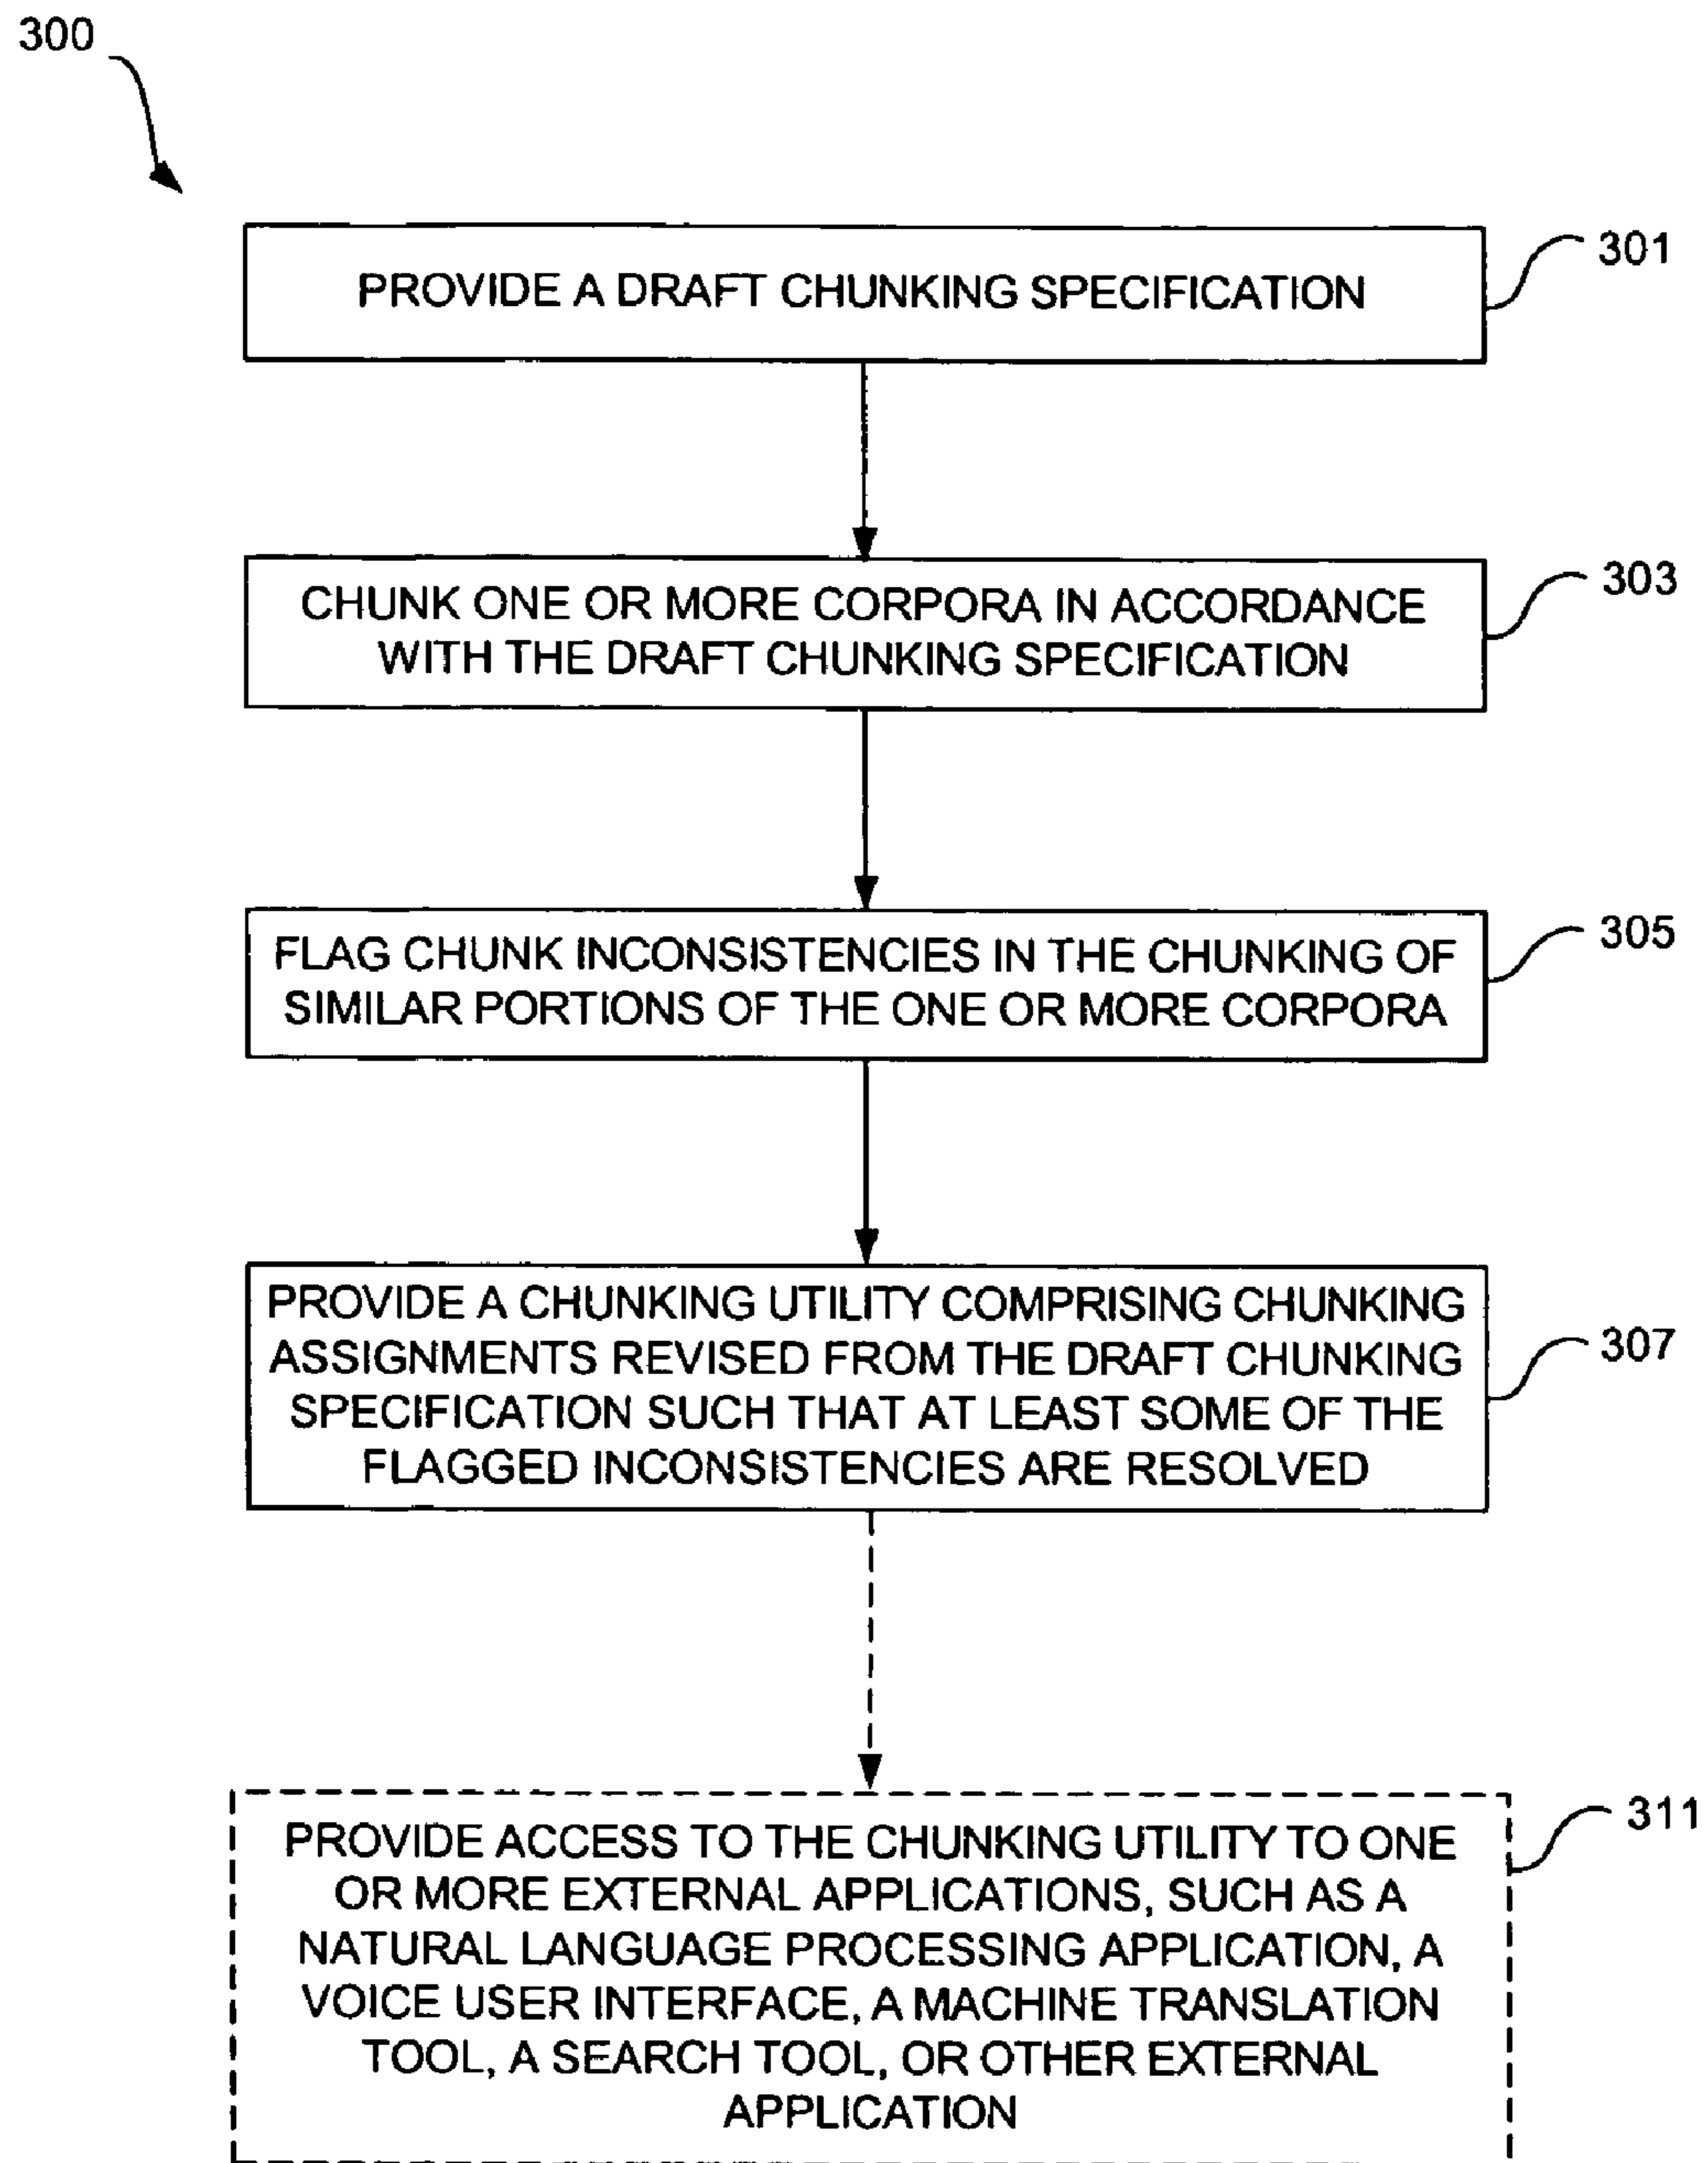 300
PROVIDE A DRAFT CHUNKING SPECIFICATION
301
CHUNK ONE OR MORE CORPORA IN ACCORDANCE
WITH THE DRAFT CHUNKING SPECIFICATION
303
FLAG CHUNK INCONSISTENCIES IN THE CHUNKING OF
SIMILAR PORTIONS OF THE ONE OR MORE CORPORA
305
PROVIDE A CHUNKING UTILITY COMPRISING CHUNKING
ASSIGNMENTS REVISED FROM THE DRAFT CHUNKING
SPECIFICATION SUCH THAT AT LEAST SOME OF THE
FLAGGED INCONSISTENCIES ARE RESOLVED
307
PROVIDE ACCESS TO THE CHUNKING UTILITY TO ONE
OR MORE EXTERNAL APPLICATIONS, SUCH AS A
NATURAL LANGUAGE PROCESSING APPLICATION, A
VOICE USER INTERFACE, A MACHINE TRANSLATION
TOOL, A SEARCH TOOL, OR OTHER EXTERNAL
APPLICATION
311